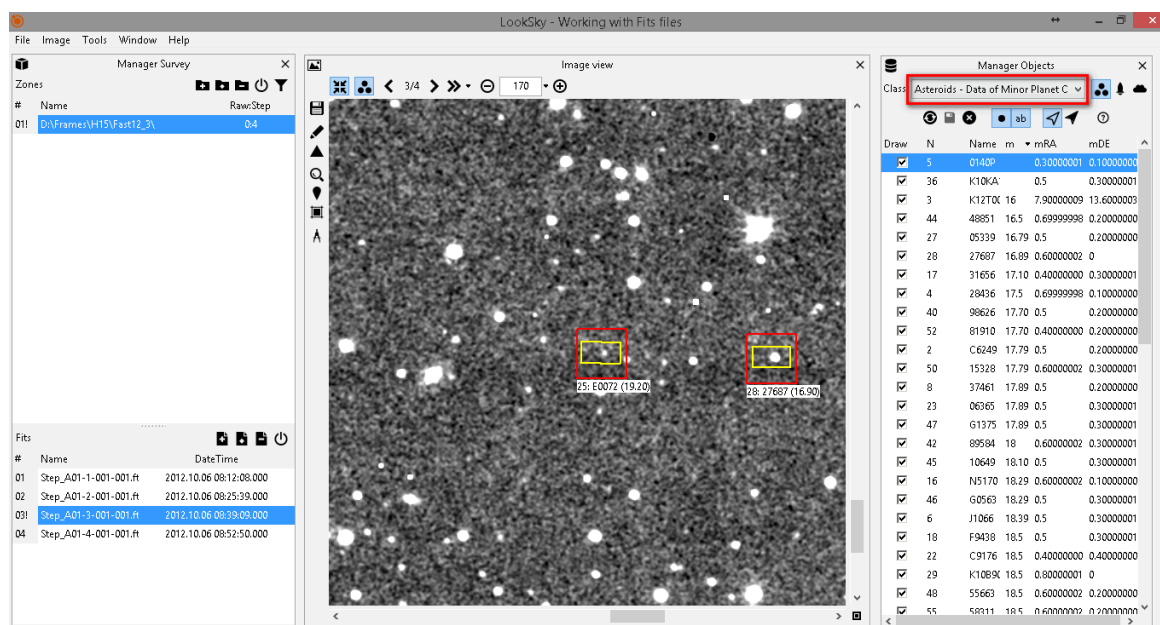 LookSky - Working with Fits files
File Image Tools Window Help
Manager Survey
Zones
# Name Raw:Step
01! D:\Frames\H15\Fast12_3\ 0:4
Fits
# Name DateTime
01 Step_A01-1-001-001.ft 2012.10.06 08:12:08.000
02 Step_A01-2-001-001.ft 2012.10.06 08:25:39.000
03! Step_A01-3-001-001.ft 2012.10.06 08:39:09.000
04 Step_A01-4-001-001.ft 2012.10.06 08:52:50.000
Image view
3/4 170
25: E0072 (19.20)
28: 27687 (16.90)
Manager Objects
Class Asteroids - Data of Minor Planet C
ab
Draw N Name m mRA mDE
5 0140P 0.30000001 0.10000000
36 K10KA 0.5 0.30000001
3 K12T0( 16 7.90000009 13.6000003
44 48851 16.5 0.69999998 0.20000000
27 05339 16.79 0.5 0.20000000
28 27687 16.89 0.60000002 0
17 31656 17.10 0.40000000 0.30000001
4 28436 17.5 0.69999998 0.10000000
40 98626 17.70 0.5 0.20000000
52 81910 17.70 0.40000000 0.20000000
2 C6249 17.79 0.5 0.20000000
50 15328 17.79 0.60000002 0.30000001
8 37461 17.89 0.5 0.20000000
23 06365 17.89 0.5 0.30000001
47 G1375 17.89 0.5 0.30000001
42 89584 18 0.60000002 0.30000001
45 10649 18.10 0.5 0.30000001
16 N5170 18.29 0.60000002 0.10000000
46 G0563 18.29 0.5 0.30000001
6 J1066 18.39 0.5 0.30000001
18 F9438 18.5 0.5 0.30000001
22 C9176 18.5 0.40000000 0.40000000
29 K10B9( 18.5 0.80000001 0
48 55663 18.5 0.60000002 0.20000000
55 58311 18.5 0.60000002 0.20000000